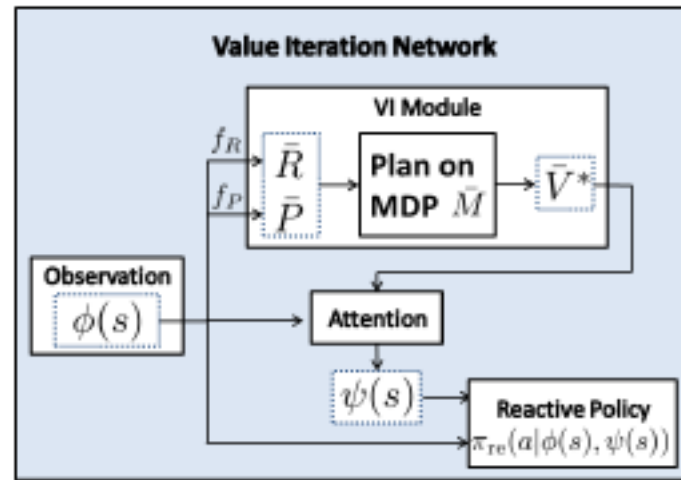 Value Iteration Network
VI Module
f_R
R̄
Plan on
MDP M̄
V̄*
f_P
P̄
Observation
ϕ(s)
Attention
ψ(s)
Reactive Policy
π_re(a|ϕ(s), ψ(s))